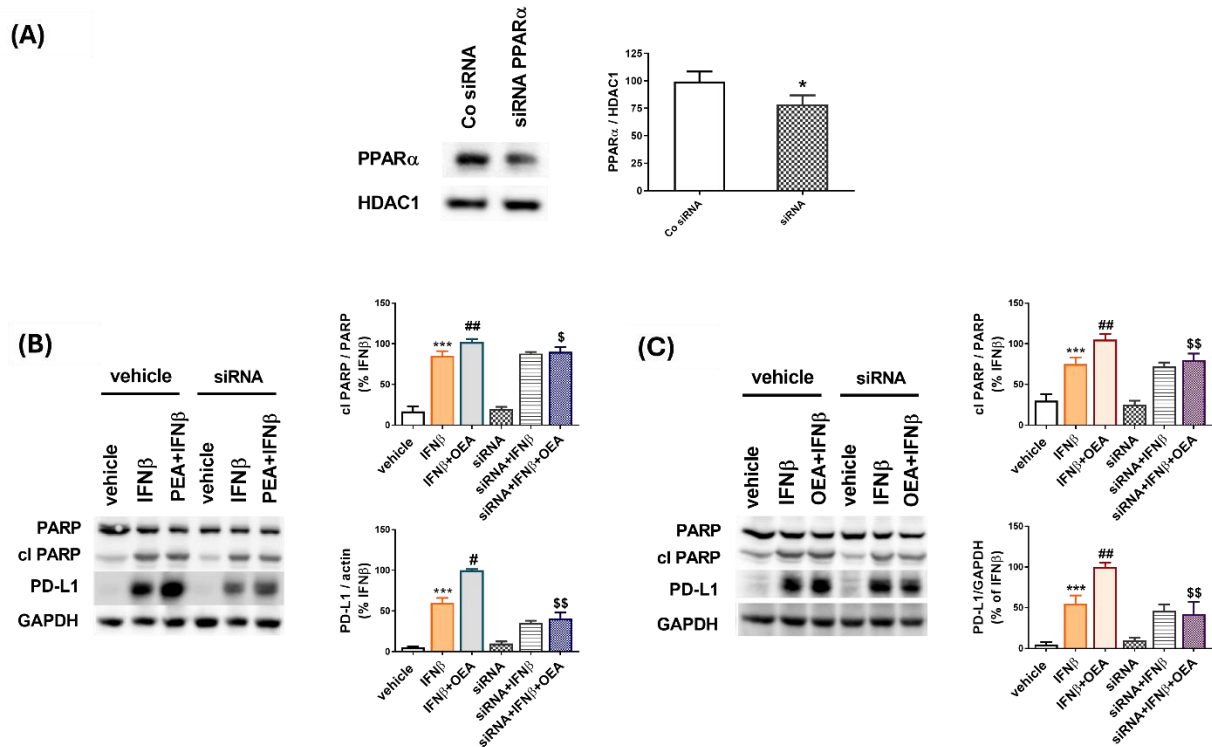 (A)
Co siRNA
siRNA PPARα
PPARα
HDAC1
PPARα / HDAC1
125
100
75
50
25
0
*
Co siRNA
siRNA
(B)
vehicle
siRNA
vehicle
IFNβ
PEA+IFNβ
vehicle
IFNβ
PEA+IFNβ
PARP
cl PARP
PD-L1
GAPDH
cl PARP / PARP
(% IFNβ)
150
100
50
0
***
##
$
vehicle
IFNβ
IFNβ+OEA
siRNA
siRNA+IFNβ
siRNA+IFNβ+OEA
PD-L1 / actin
(% IFNβ)
150
100
50
0
***
#
$$
vehicle
IFNβ
IFNβ+OEA
siRNA
siRNA+IFNβ
siRNA+IFNβ+OEA
(C)
vehicle
siRNA
vehicle
IFNβ
OEA+IFNβ
vehicle
IFNβ
OEA+IFNβ
PARP
cl PARP
PD-L1
GAPDH
cl PARP / PARP
(% IFNβ)
150
100
50
0
***
##
$$
vehicle
IFNβ
IFNβ+OEA
siRNA
siRNA+IFNβ
siRNA+IFNβ+OEA
PD-L1/GAPDH
(% of IFNβ)
150
100
50
0
***
##
$$
vehicle
IFNβ
IFNβ+OEA
siRNA
siRNA+IFNβ
siRNA+IFNβ+OEA